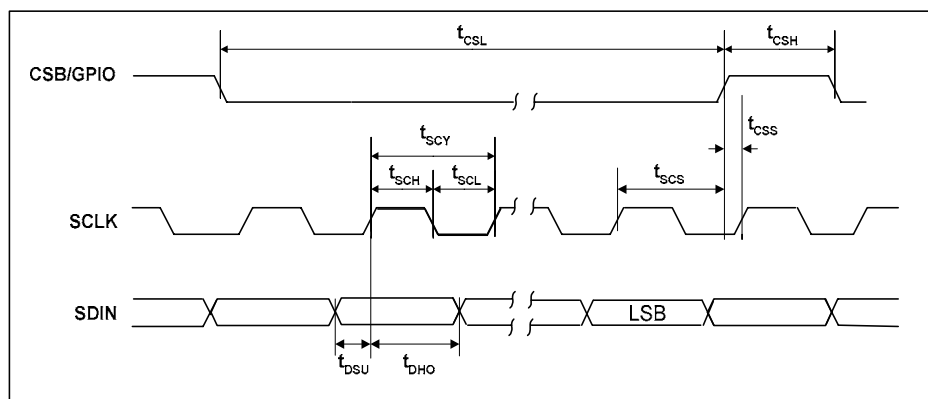 tCSL
tCSH
CSB/GPIO
tCSS
tSCY
tSCH
tSCL
tSCS
SCLK
SDIN
LSB
tDSU
tDHO